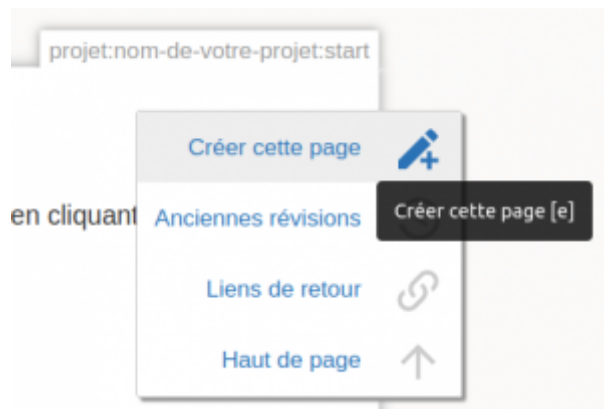 projet:nom-de-votre-projet:start
Créer cette page
Créer cette page [e]
en cliquant
Anciennes révisions
Liens de retour
Haut de page